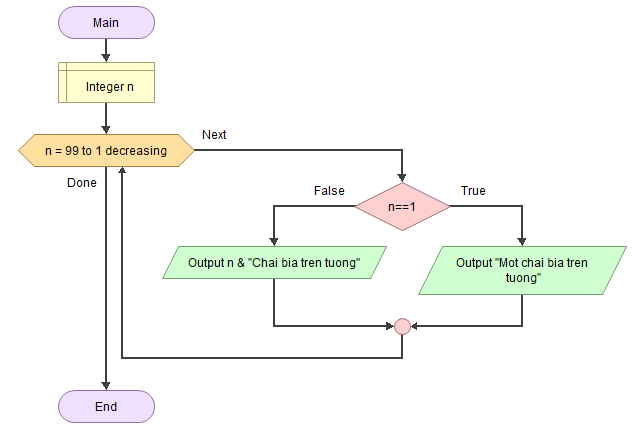 Main
Integer n
n = 99 to 1 decreasing
Next
Done
n==1
False
True
Output n & "Chai bia tren tuong"
Output "Mot chai bia tren
tuong"
End